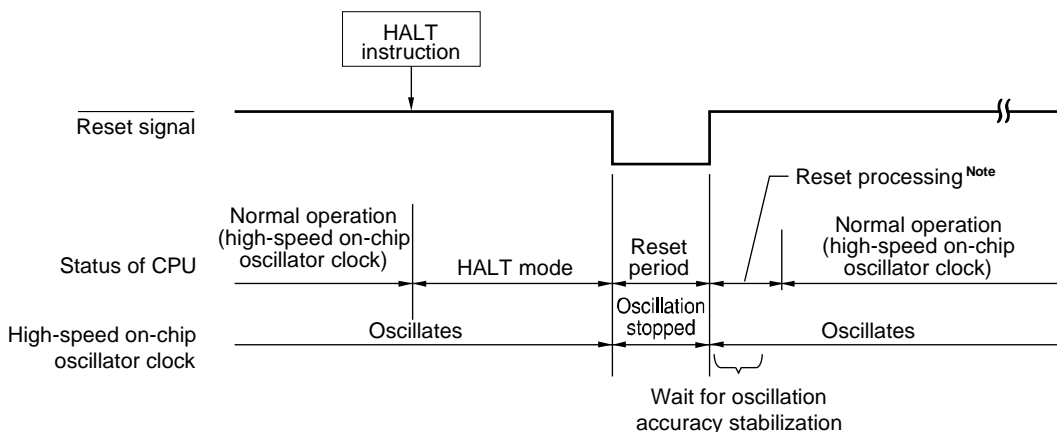 HALT
instruction
Reset signal
Reset processing Note
Normal operation
(high-speed on-chip
oscillator clock)
Status of CPU
HALT mode
Reset
period
Normal operation
(high-speed on-chip
oscillator clock)
High-speed on-chip
oscillator clock
Oscillates
Oscillation
stopped
Oscillates
Wait for oscillation
accuracy stabilization